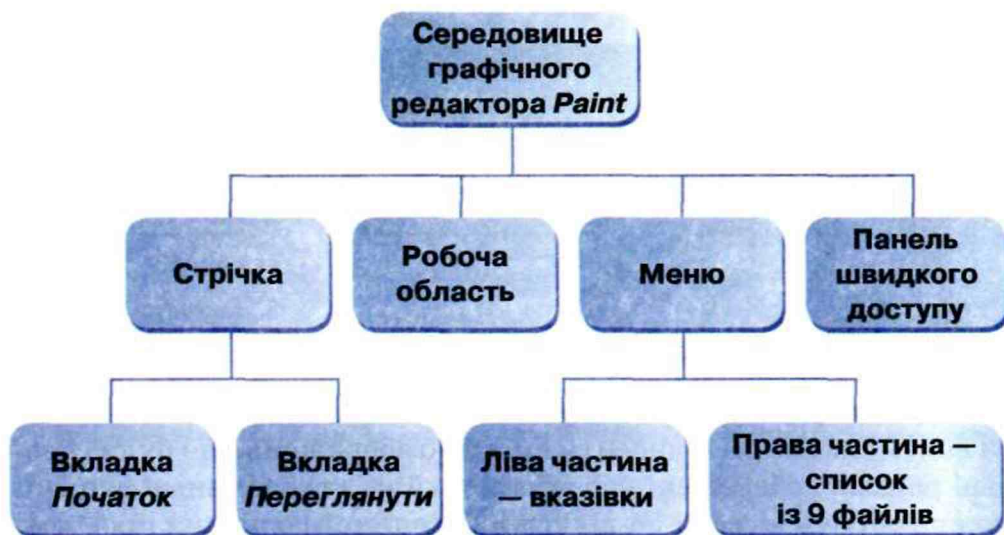 Середовище
графічного
редактора Paint
Стрічка
Робоча
область
Меню
Панель
швидкого
доступу
Вкладка
Початок
Вкладка
Переглянути
Ліва частина
— вказівки
Права частина —
список
із 9 файлів